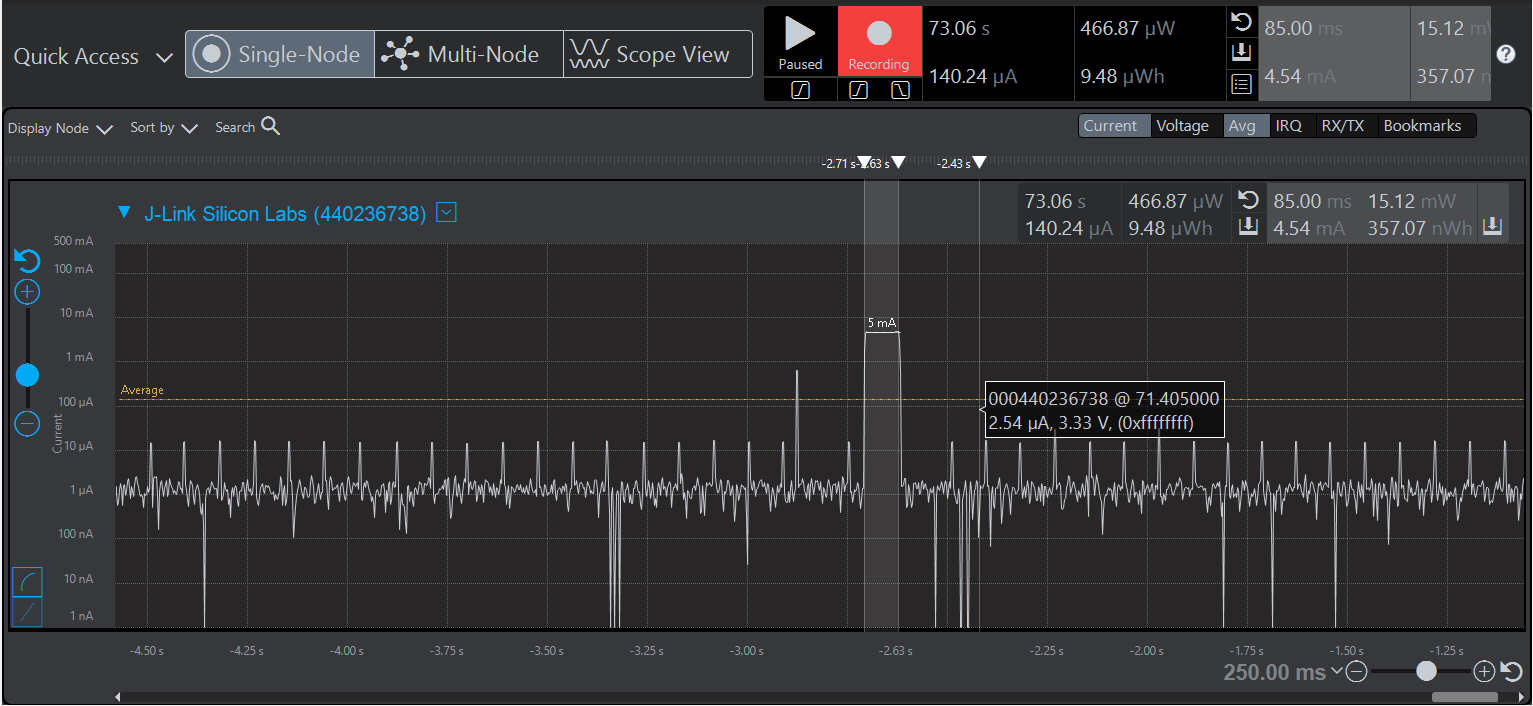 Quick Access Single-Node Multi-Node Scope View
Paused Recording
73.06 s 466.87 µW 85.00 ms 15.12 mW
140.24 µA 9.48 µWh 4.54 mA 357.07 n
Display Node Sort by Search
Current Voltage Avg IRQ RX/TX Bookmarks
-2.71 s -2.63 s -2.43 s
J-Link Silicon Labs (440236738)
73.06 s 466.87 µW 85.00 ms 15.12 mW
140.24 µA 9.48 µWh 4.54 mA 357.07 nWh
500 mA
100 mA
10 mA
1 mA
100 µA
10 µA
1 µA
100 nA
10 nA
1 nA
Current
5 mA
Average
000440236738 @ 71.405000
2.54 µA, 3.33 V, (0xffffffff)
-4.50 s -4.25 s -4.00 s -3.75 s -3.50 s -3.25 s -3.00 s -2.63 s -2.25 s -2.00 s -1.75 s -1.50 s -1.25 s
250.00 ms